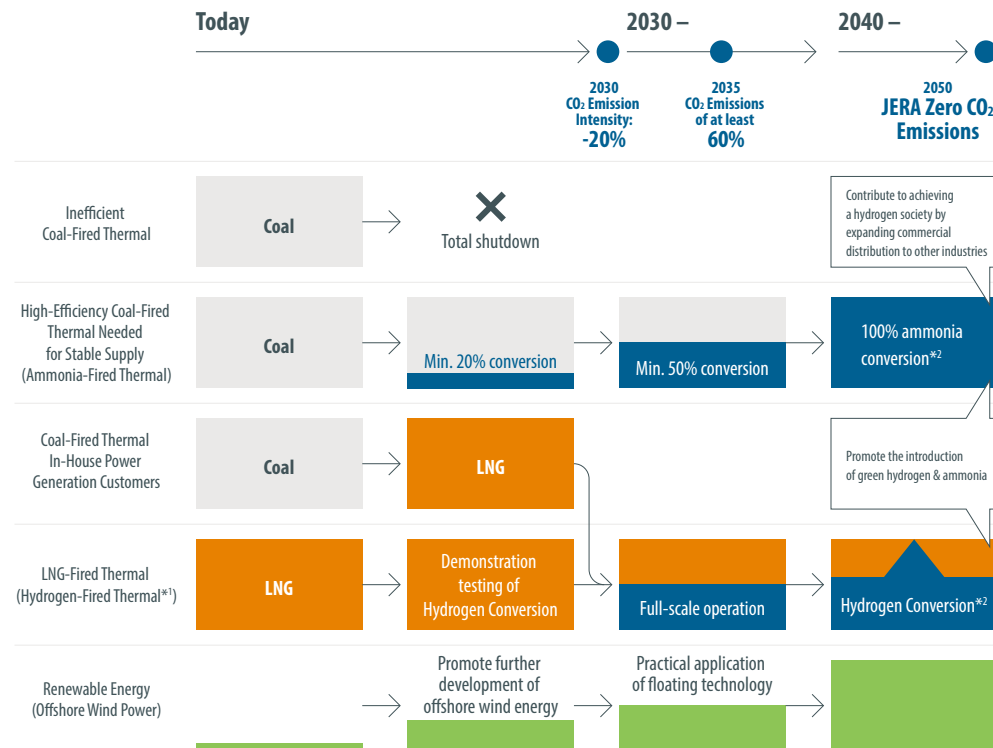 Today
2030 –
2040 –
2030
CO₂ Emission
Intensity:
-20%
2035
CO₂ Emissions
of at least
60%
2050
JERA Zero CO₂
Emissions
Inefficient
Coal-Fired Thermal
Coal
Total shutdown
Contribute to achieving
a hydrogen society by
expanding commercial
distribution to other industries
High-Efficiency Coal-Fired
Thermal Needed
for Stable Supply
(Ammonia-Fired Thermal)
Coal
Min. 20% conversion
Min. 50% conversion
100% ammonia
conversion*2
Coal-Fired Thermal
In-House Power
Generation Customers
Coal
LNG
Promote the introduction
of green hydrogen & ammonia
LNG-Fired Thermal
(Hydrogen-Fired Thermal*1)
LNG
Demonstration
testing of
Hydrogen Conversion
Full-scale operation
Hydrogen Conversion*2
Renewable Energy
(Offshore Wind Power)
Promote further
development of
offshore wind energy
Practical application
of floating technology